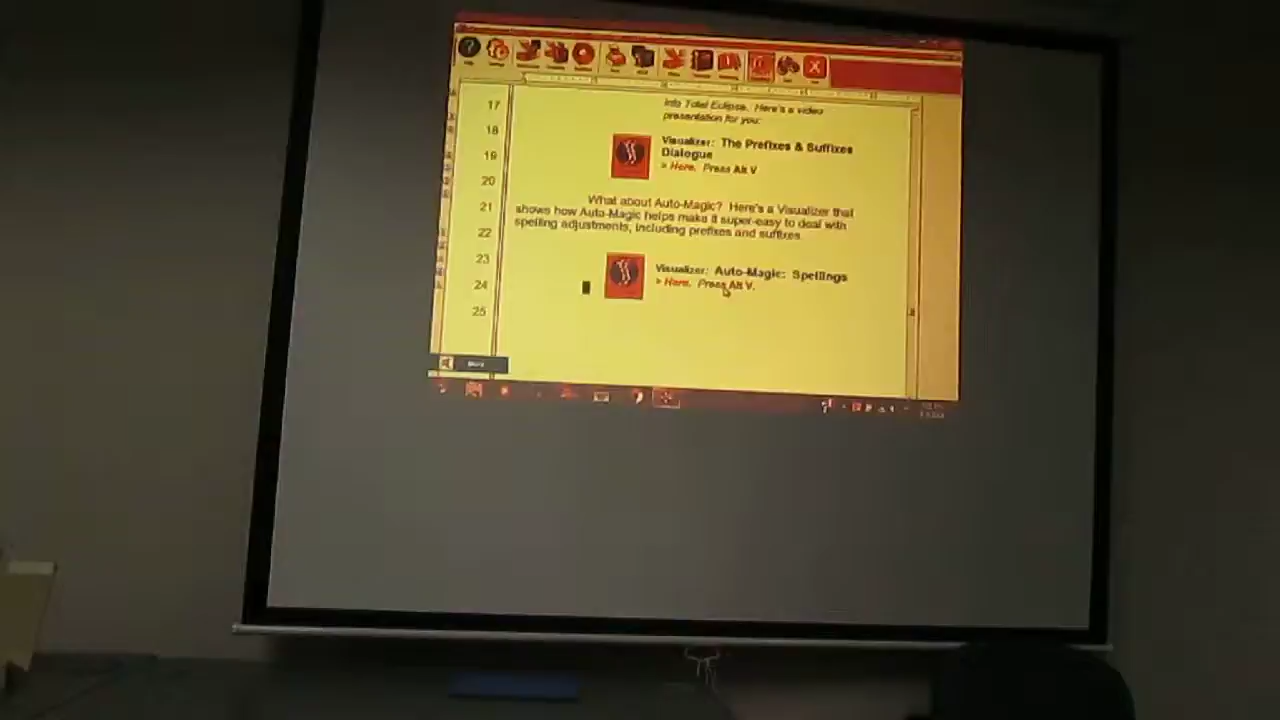 into Total Eclipse. Here's a video
presentation for you:
17
18
19
20
21
22
23
24
25
Visualizer: The Prefixes & Suffixes
Dialogue
> Here. Press Alt V
What about Auto-Magic? Here's a Visualizer that
shows how Auto-Magic helps make it super-easy to deal with
spelling adjustments, including prefixes and suffixes.
Visualizer: Auto-Magic: Spellings
> Here. Press Alt V.